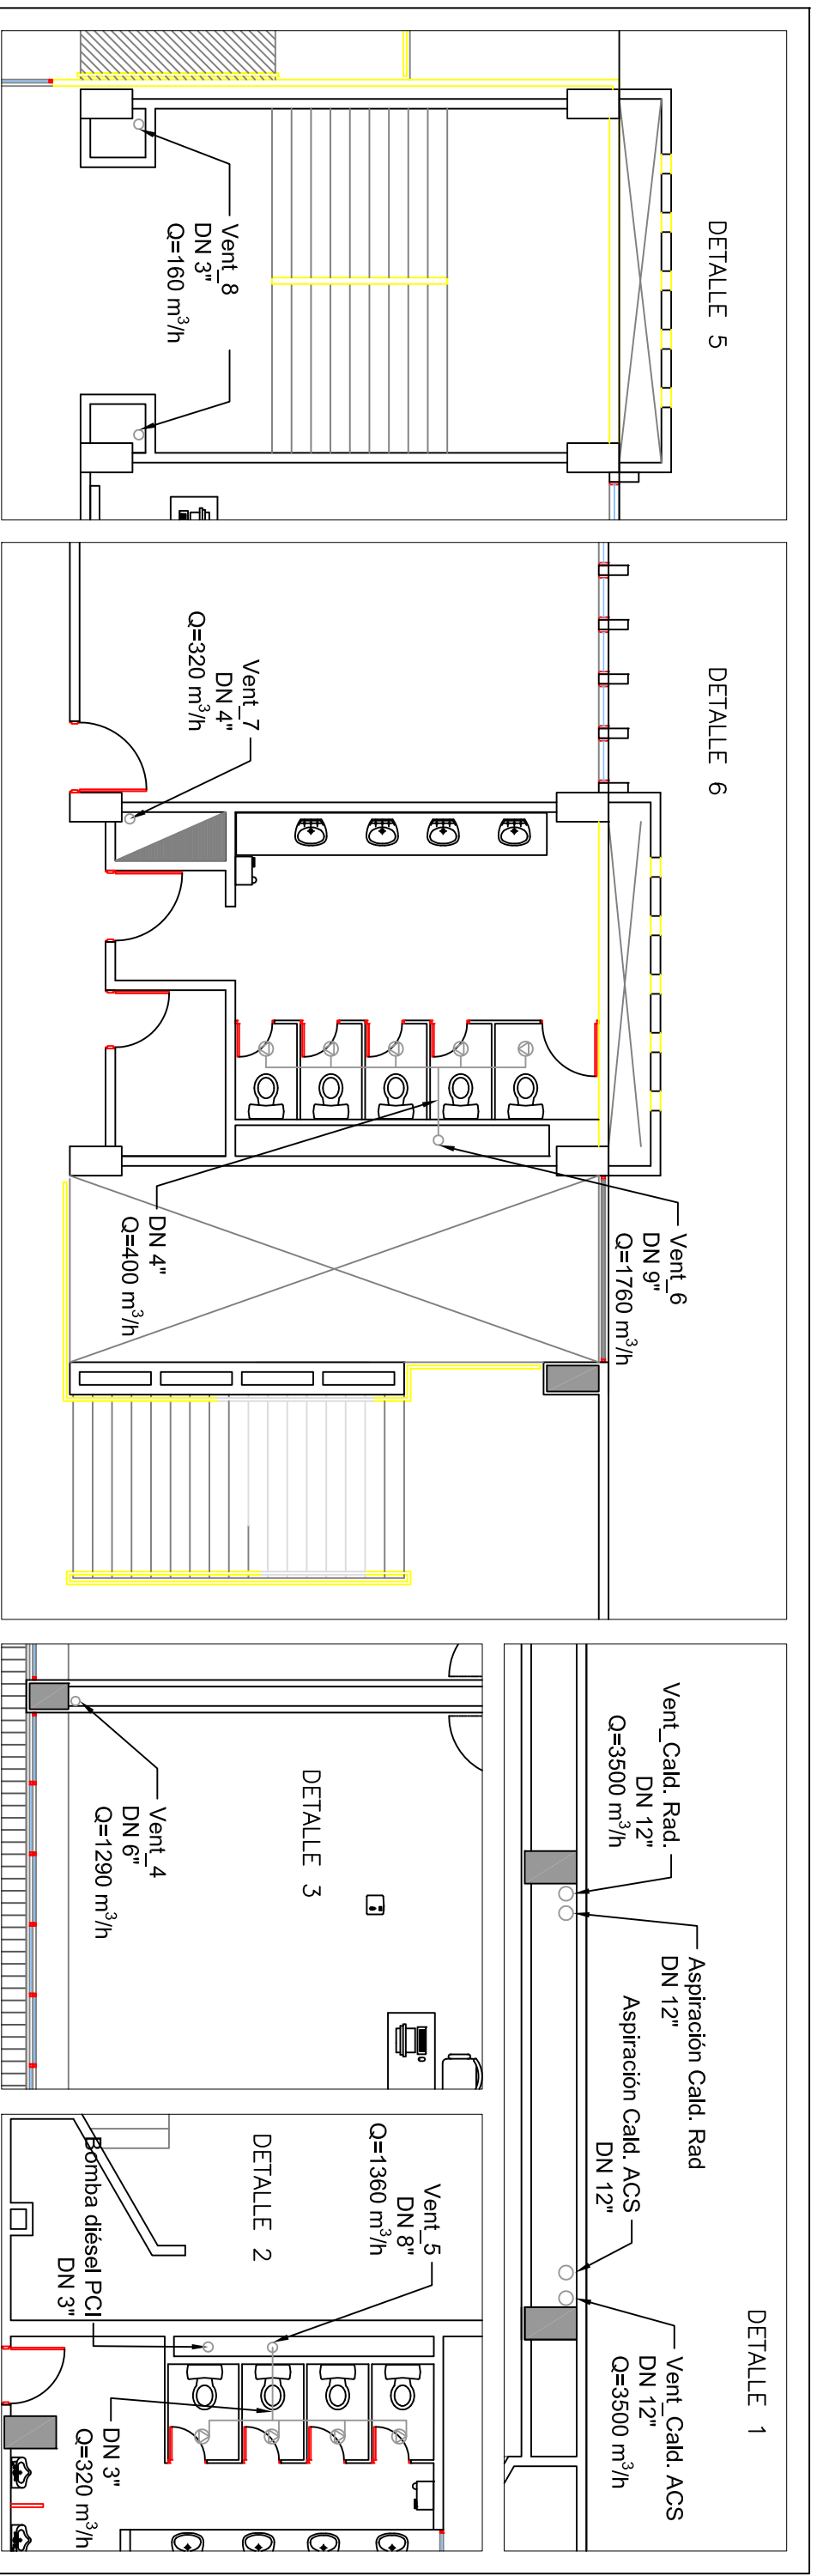 DETALLE 5
Vent_8
DN 3"
Q=160 m³/h
DETALLE 6
Vent_7
DN 4"
Q=320 m³/h
Vent_6
DN 9"
Q=1760 m³/h
DN 4"
Q=400 m³/h
DETALLE 1
Vent_Cald. Rad.
DN 12"
Q=3500 m³/h
Aspiración Cald. Rad
DN 12"
Aspiración Cald. ACS
DN 12"
Vent_Cald. ACS
DN 12"
Q=3500 m³/h
DETALLE 3
Vent_4
DN 6"
Q=1290 m³/h
DETALLE 2
Vent_5
DN 8"
Q=1360 m³/h
Bomba diésel PCI
DN 3"
DN 3"
Q=320 m³/h